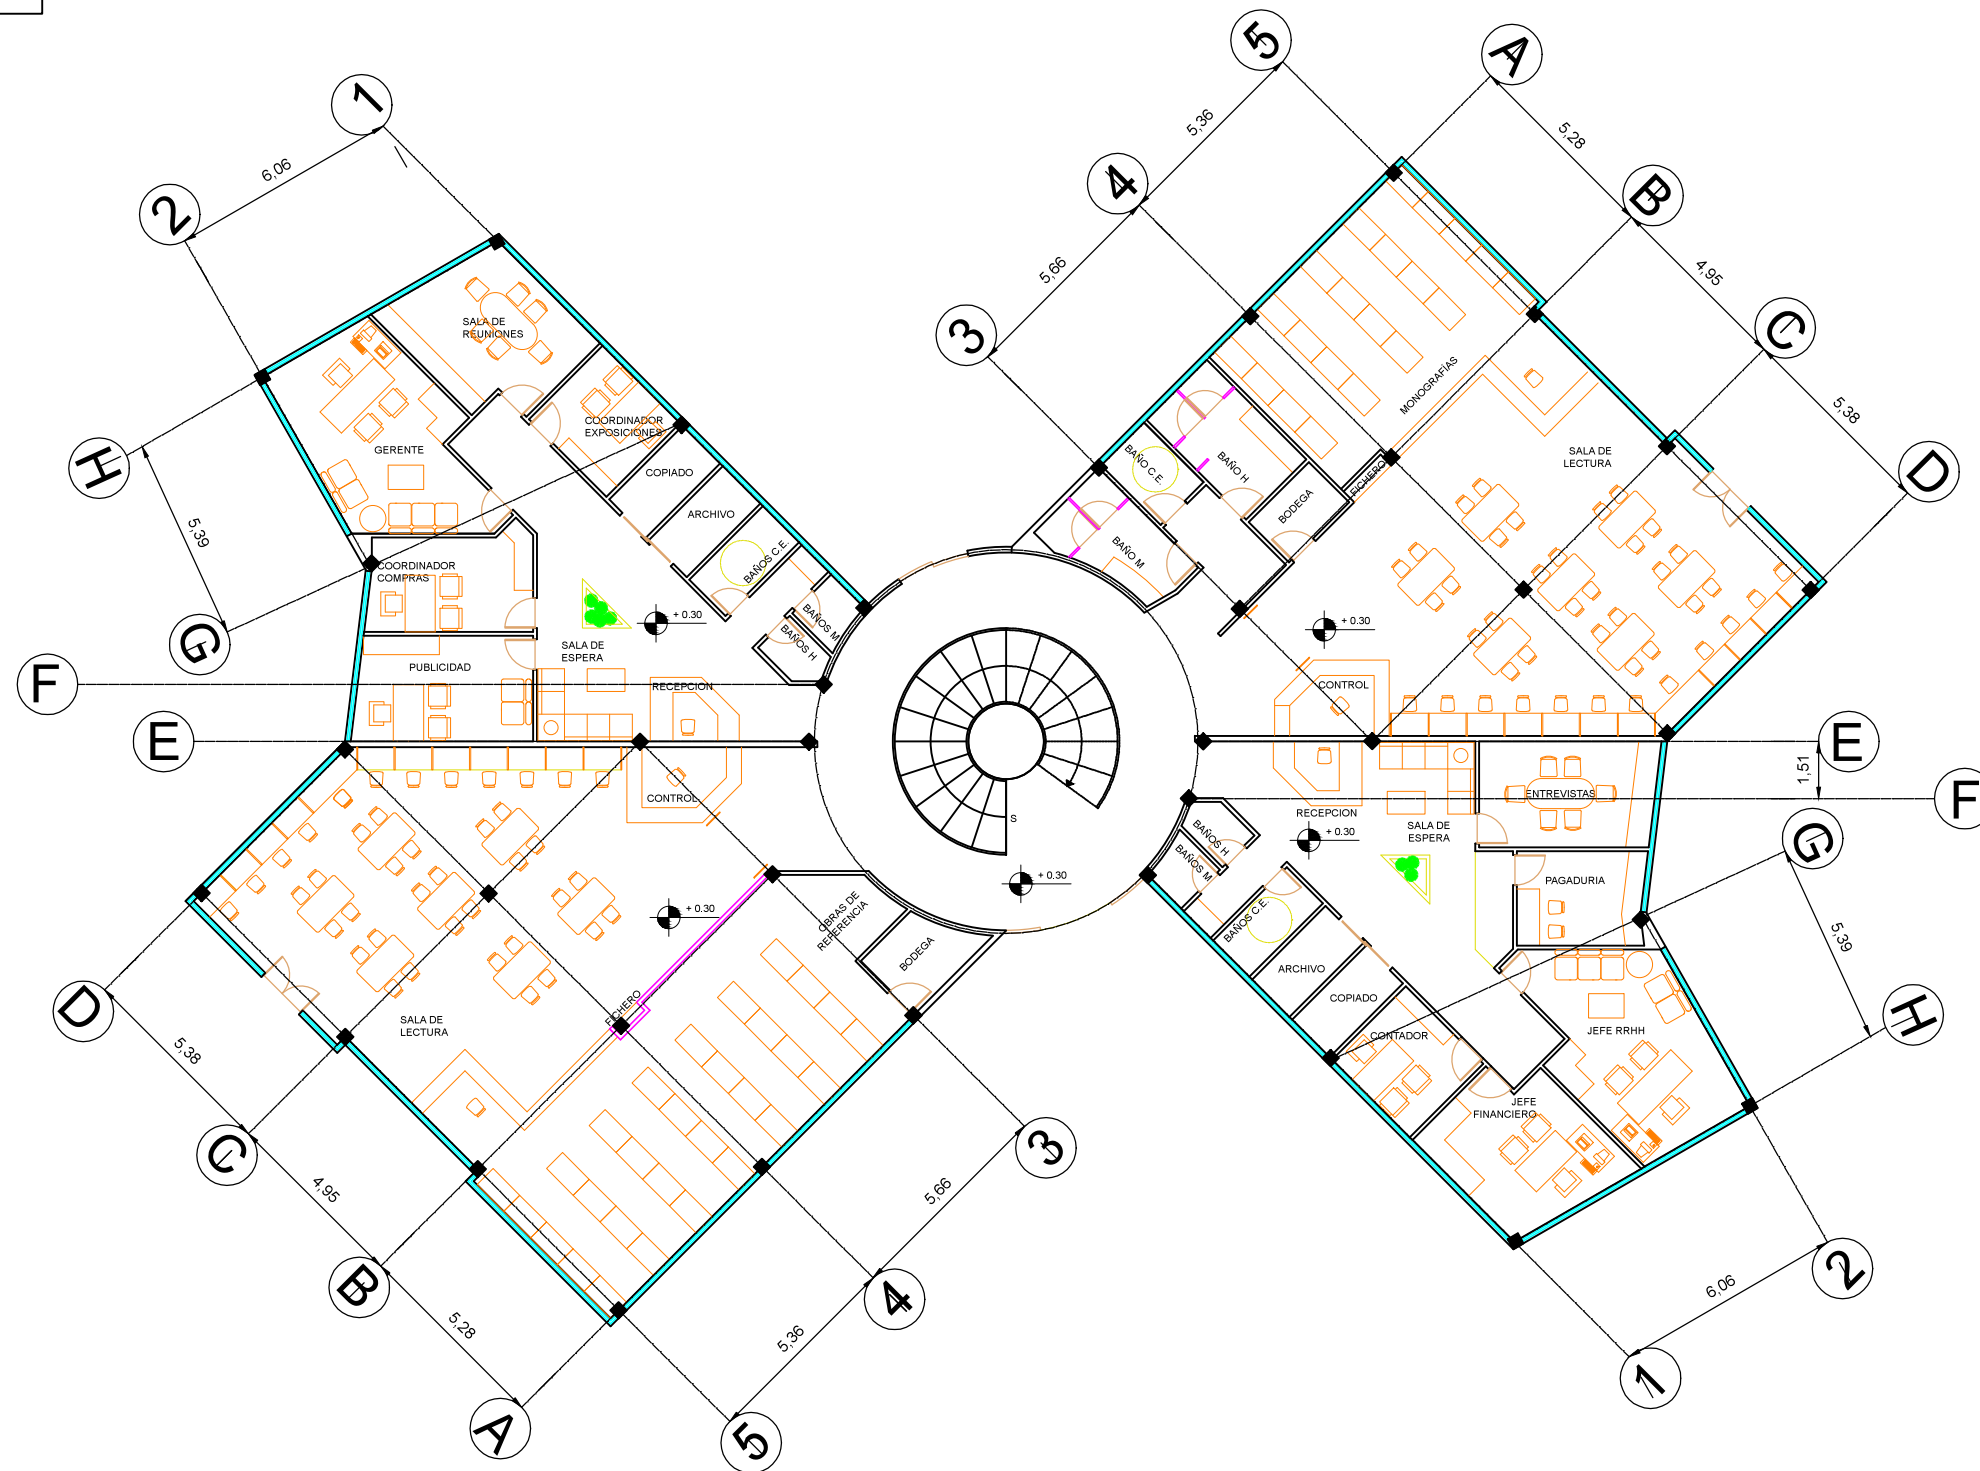 5
A
5,36
5,28
1
4
B
6,06
2
5,66
4,95
3
C
5,38
SALA DE
REUNIONES
MONOGRAFÍAS
COORDINADOR
EXPOSICIONES
GERENTE
H
COPIADO
BAÑO C.E.
BAÑO H
FICHERO
SALA DE
LECTURA
D
ARCHIVO
BODEGA
5,39
BAÑOS C.E.
BAÑO M
COORDINADOR
COMPRAS
+ 0.30
+ 0.30
BAÑOS M
BAÑOS H
G
SALA DE
ESPERA
PUBLICIDAD
F
RECEPCION
CONTROL
E
E
1,51
CONTROL
ENTREVISTAS
F
S
RECEPCION
SALA DE
ESPERA
+ 0.30
BAÑOS H
BAÑOS M
G
+ 0.30
PAGADURIA
+ 0.30
OBRAS DE
REFERENCIA
BAÑOS C.E.
5,39
BODEGA
ARCHIVO
COPIADO
D
FICHERO
SALA DE
LECTURA
CONTADOR
JEFE RRHH
H
5,38
JEFE
FINANCIERO
C
3
4,95
5,66
B
4
2
6,06
5,28
5,36
1
A
5